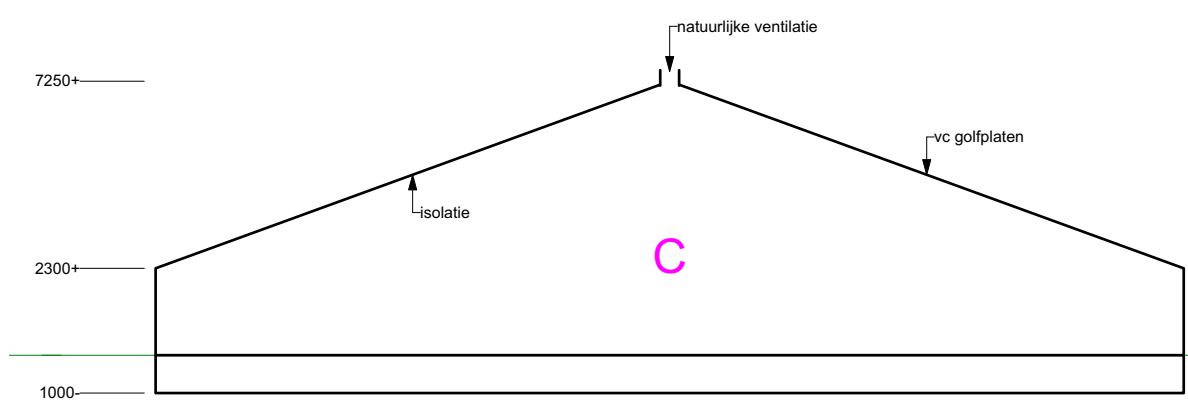 natuurlijke ventilatie
7250+
vc golfplaten
isolatie
C
2300+
1000-